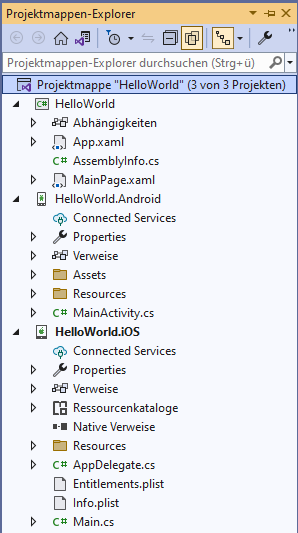 Projektmappen-Explorer
Projektmappen-Explorer durchsuchen (Strg+ü)
Projektmappe "HelloWorld" (3 von 3 Projekten)
C# HelloWorld
Abhängigkeiten
App.xaml
C# AssemblyInfo.cs
MainPage.xaml
HelloWorld.Android
Connected Services
Properties
Verweise
Assets
Resources
C# MainActivity.cs
HelloWorld.iOS
Connected Services
Properties
Verweise
Ressourcenkataloge
Native Verweise
Resources
C# AppDelegate.cs
Entitlements.plist
Info.plist
C# Main.cs